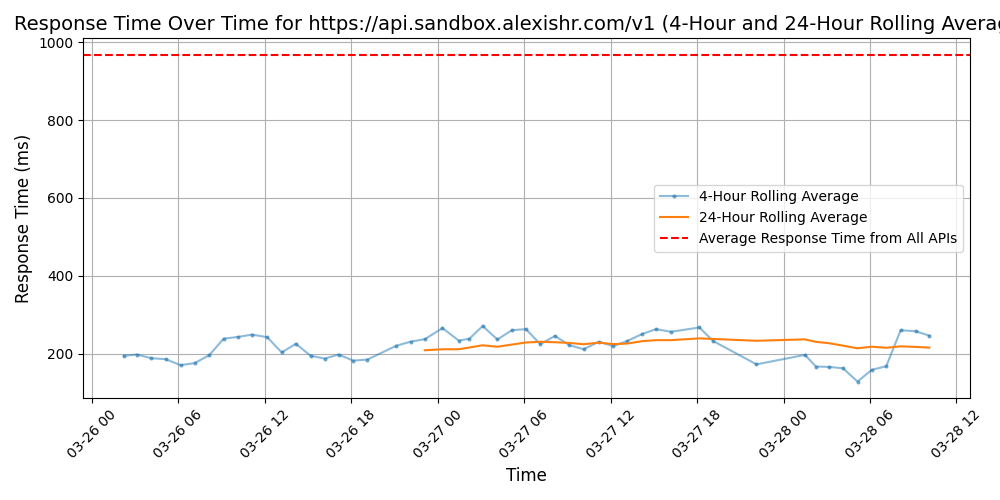 Response Time Over Time for https://api.sandbox.alexishr.com/v1 (4-Hour and 24-Hour Rolling Averag
Response Time (ms)
1000
800
600
400
200
4-Hour Rolling Average
24-Hour Rolling Average
Average Response Time from All APIs
03-26 00
03-26 06
03-26 12
03-26 18
03-27 00
03-27 06
03-27 12
03-27 18
03-28 00
03-28 06
03-28 12
Time